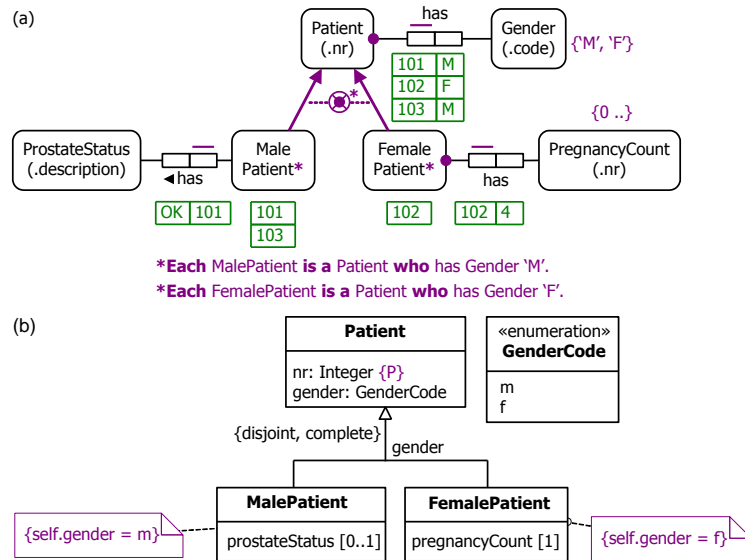 (a)
Patient
(.nr)
has
Gender
(.code)
{‘M’, ‘F’}
101 M
102 F
103 M
*
{0 ..}
ProstateStatus
(.description)
◄has
Male
Patient*
Female
Patient*
has
PregnancyCount
(.nr)
OK 101
101
103
102
102 4
*Each MalePatient is a Patient who has Gender ‘M’.
*Each FemalePatient is a Patient who has Gender ‘F’.
(b)
Patient
nr: Integer {P}
gender: GenderCode
«enumeration»
GenderCode
m
f
{disjoint, complete}
gender
MalePatient
prostateStatus [0..1]
FemalePatient
pregnancyCount [1]
{self.gender = m}
{self.gender = f}